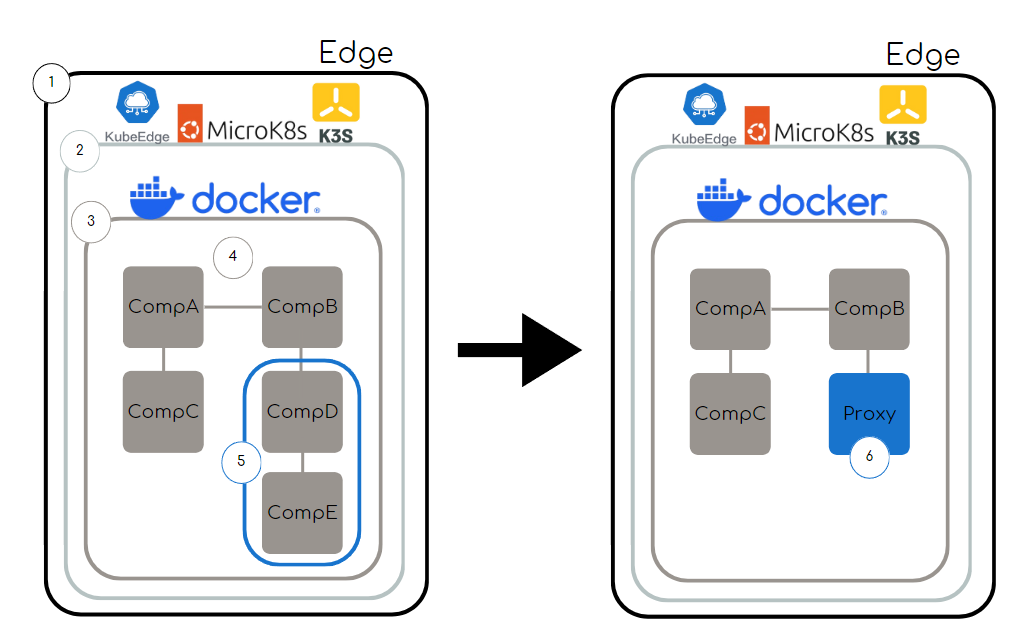 Edge
1
KubeEdge
MicroK8s
K3S
2
docker
3
4
CompA
CompB
CompC
CompD
5
CompE
Edge
KubeEdge
MicroK8s
K3S
docker
CompA
CompB
CompC
Proxy
6